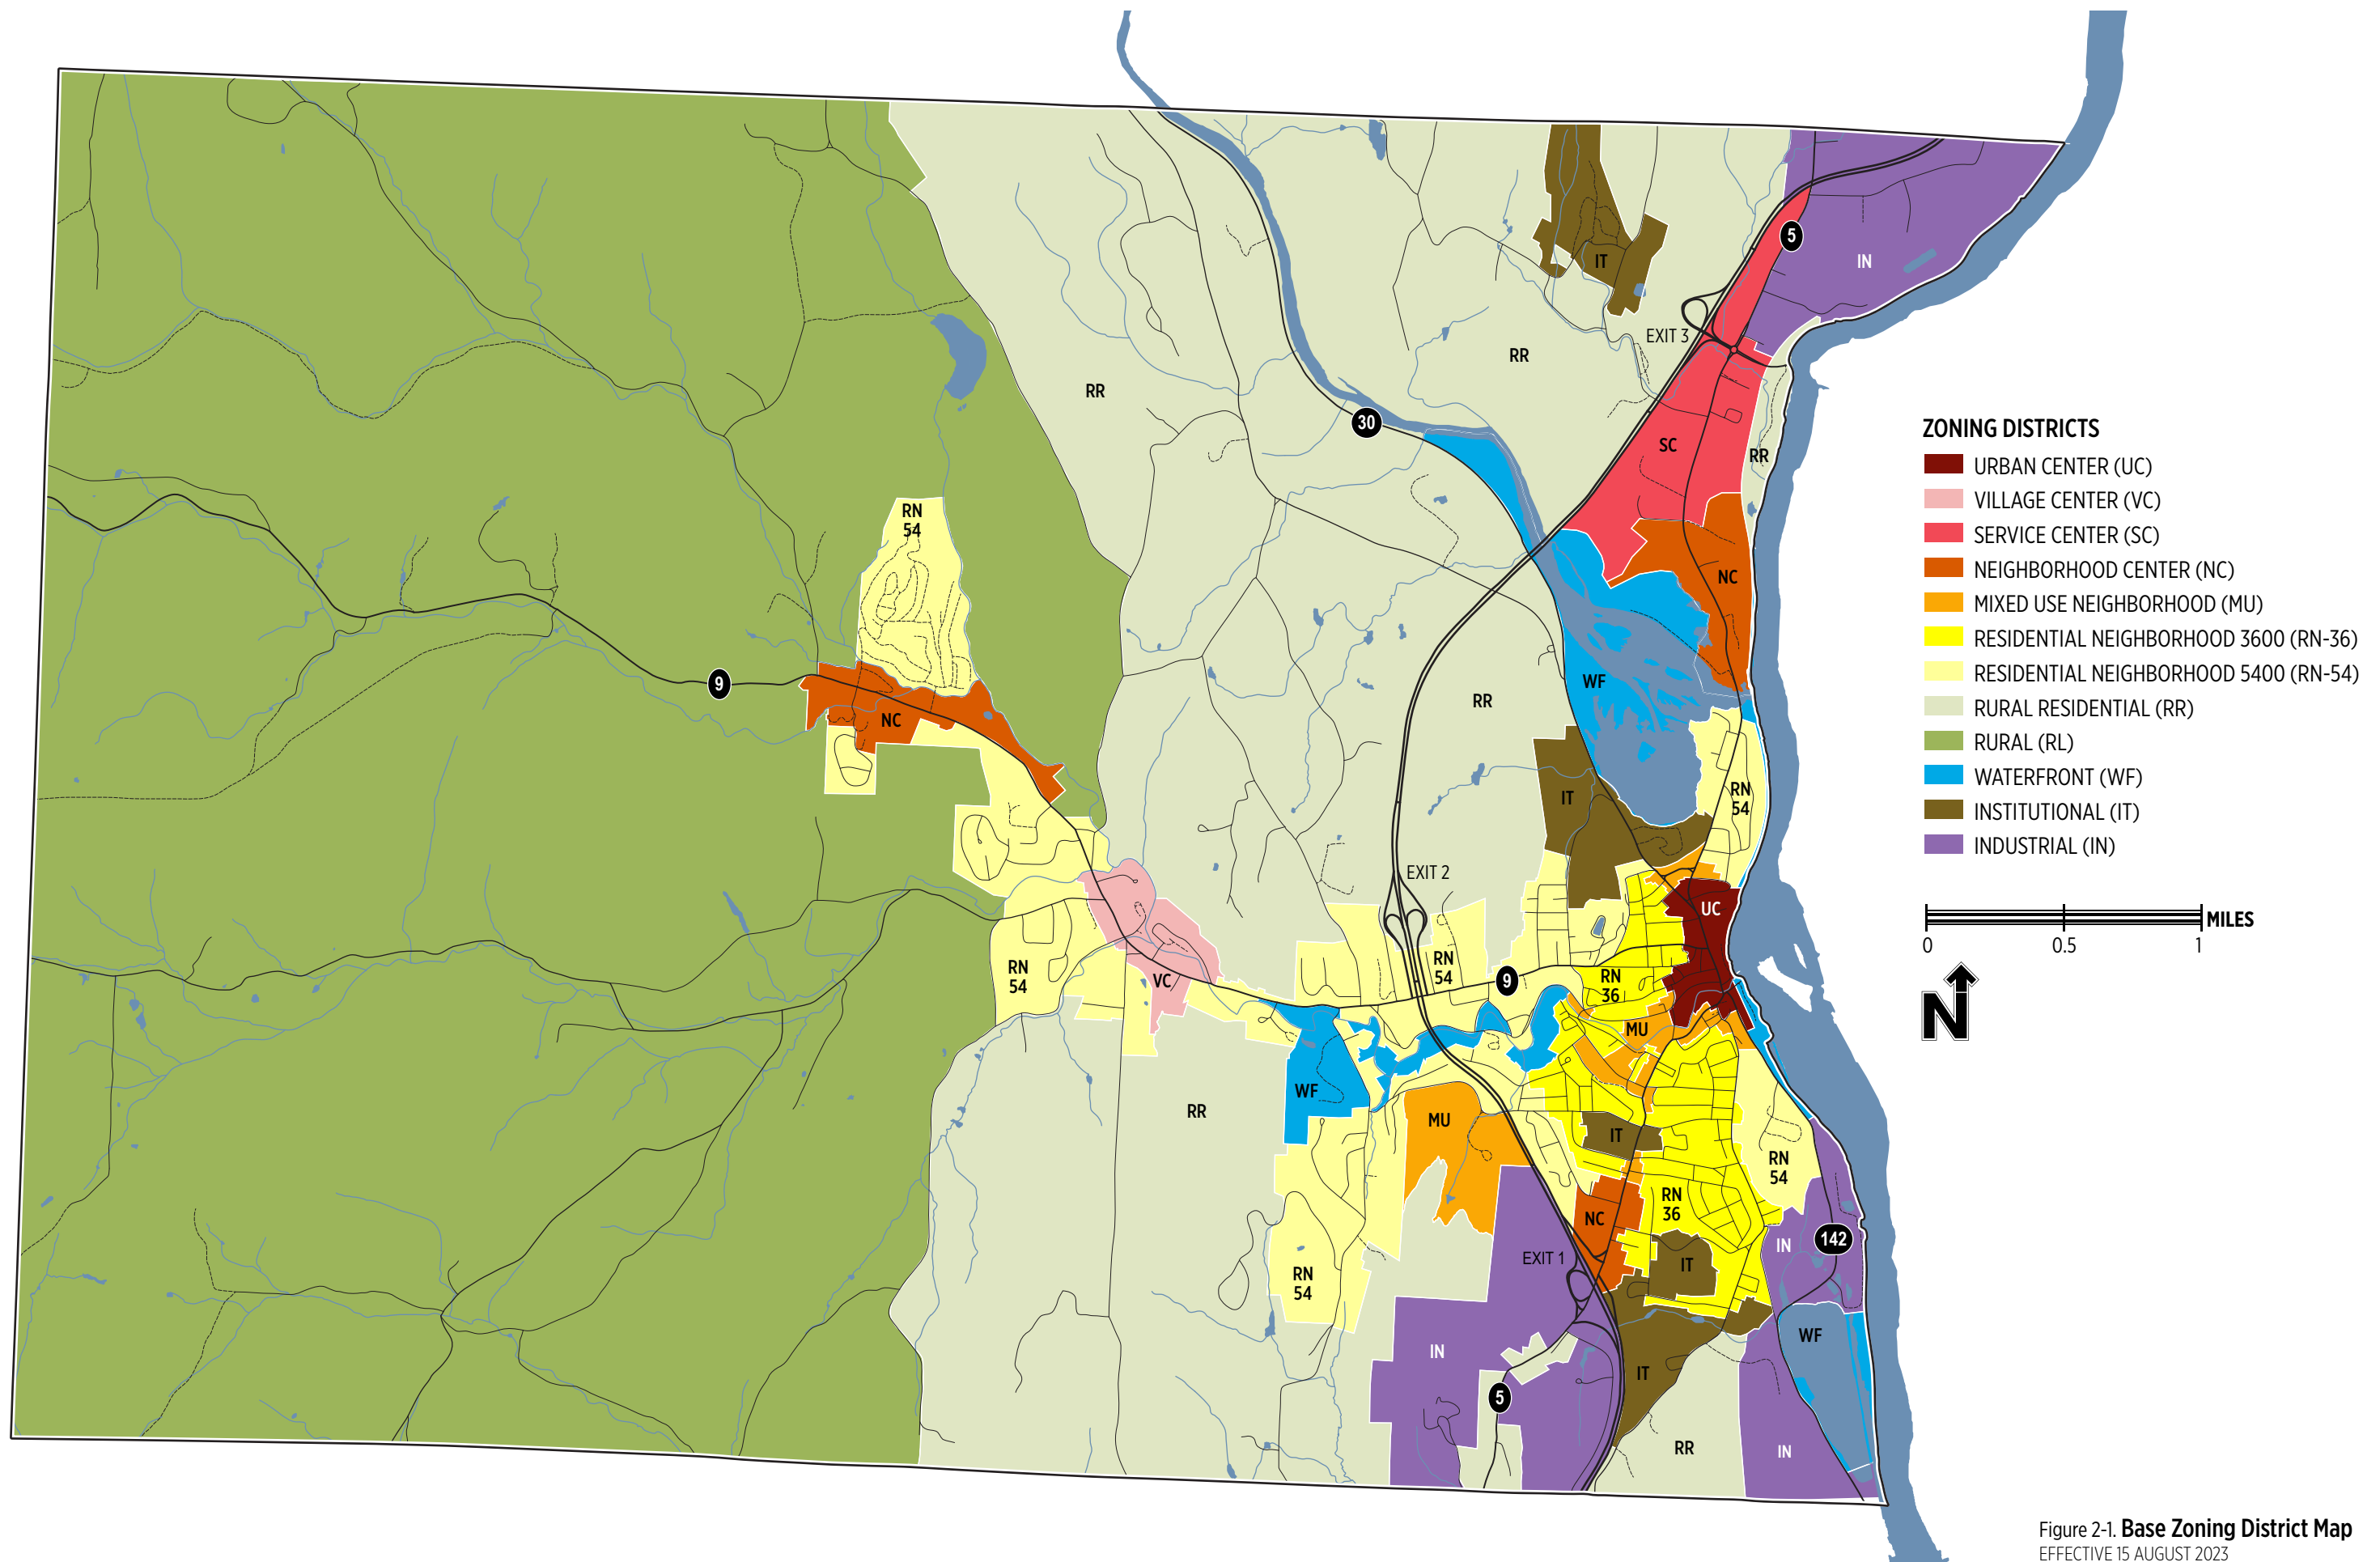 5
IT
IN
EXIT 3
RR
RR
30
SC
RR
RN
54
NC
WF
9
RR
NC
IT
RN
54
EXIT 2
UC
RN
54
RN
54
VC
9
RN
36
MU
WF
RR
MU
IT
RN
54
RN
36
NC
IN
142
EXIT 1
IT
RN
54
WF
IN
IT
5
RR
IN
ZONING DISTRICTS
URBAN CENTER (UC)
VILLAGE CENTER (VC)
SERVICE CENTER (SC)
NEIGHBORHOOD CENTER (NC)
MIXED USE NEIGHBORHOOD (MU)
RESIDENTIAL NEIGHBORHOOD 3600 (RN-36)
RESIDENTIAL NEIGHBORHOOD 5400 (RN-54)
RURAL RESIDENTIAL (RR)
RURAL (RL)
WATERFRONT (WF)
INSTITUTIONAL (IT)
INDUSTRIAL (IN)
MILES
0 0.5 1
N
Figure 2-1. Base Zoning District Map
EFFECTIVE 15 AUGUST 2023